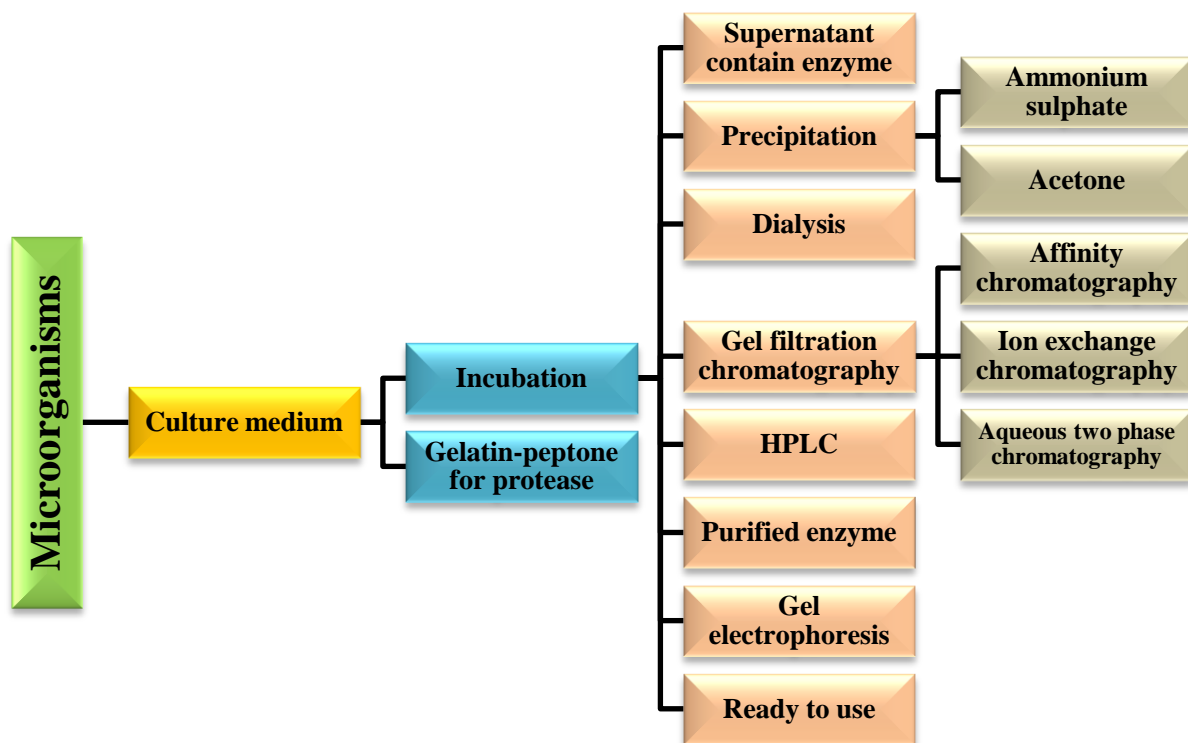 Microorganisms
Culture medium
Incubation
Gelatin-peptone
for protease
Supernatant
contain enzyme
Precipitation
Dialysis
Gel filtration
chromatography
HPLC
Purified enzyme
Gel
electrophoresis
Ready to use
Ammonium
sulphate
Acetone
Affinity
chromatography
Ion exchange
chromatography
Aqueous two phase
chromatography